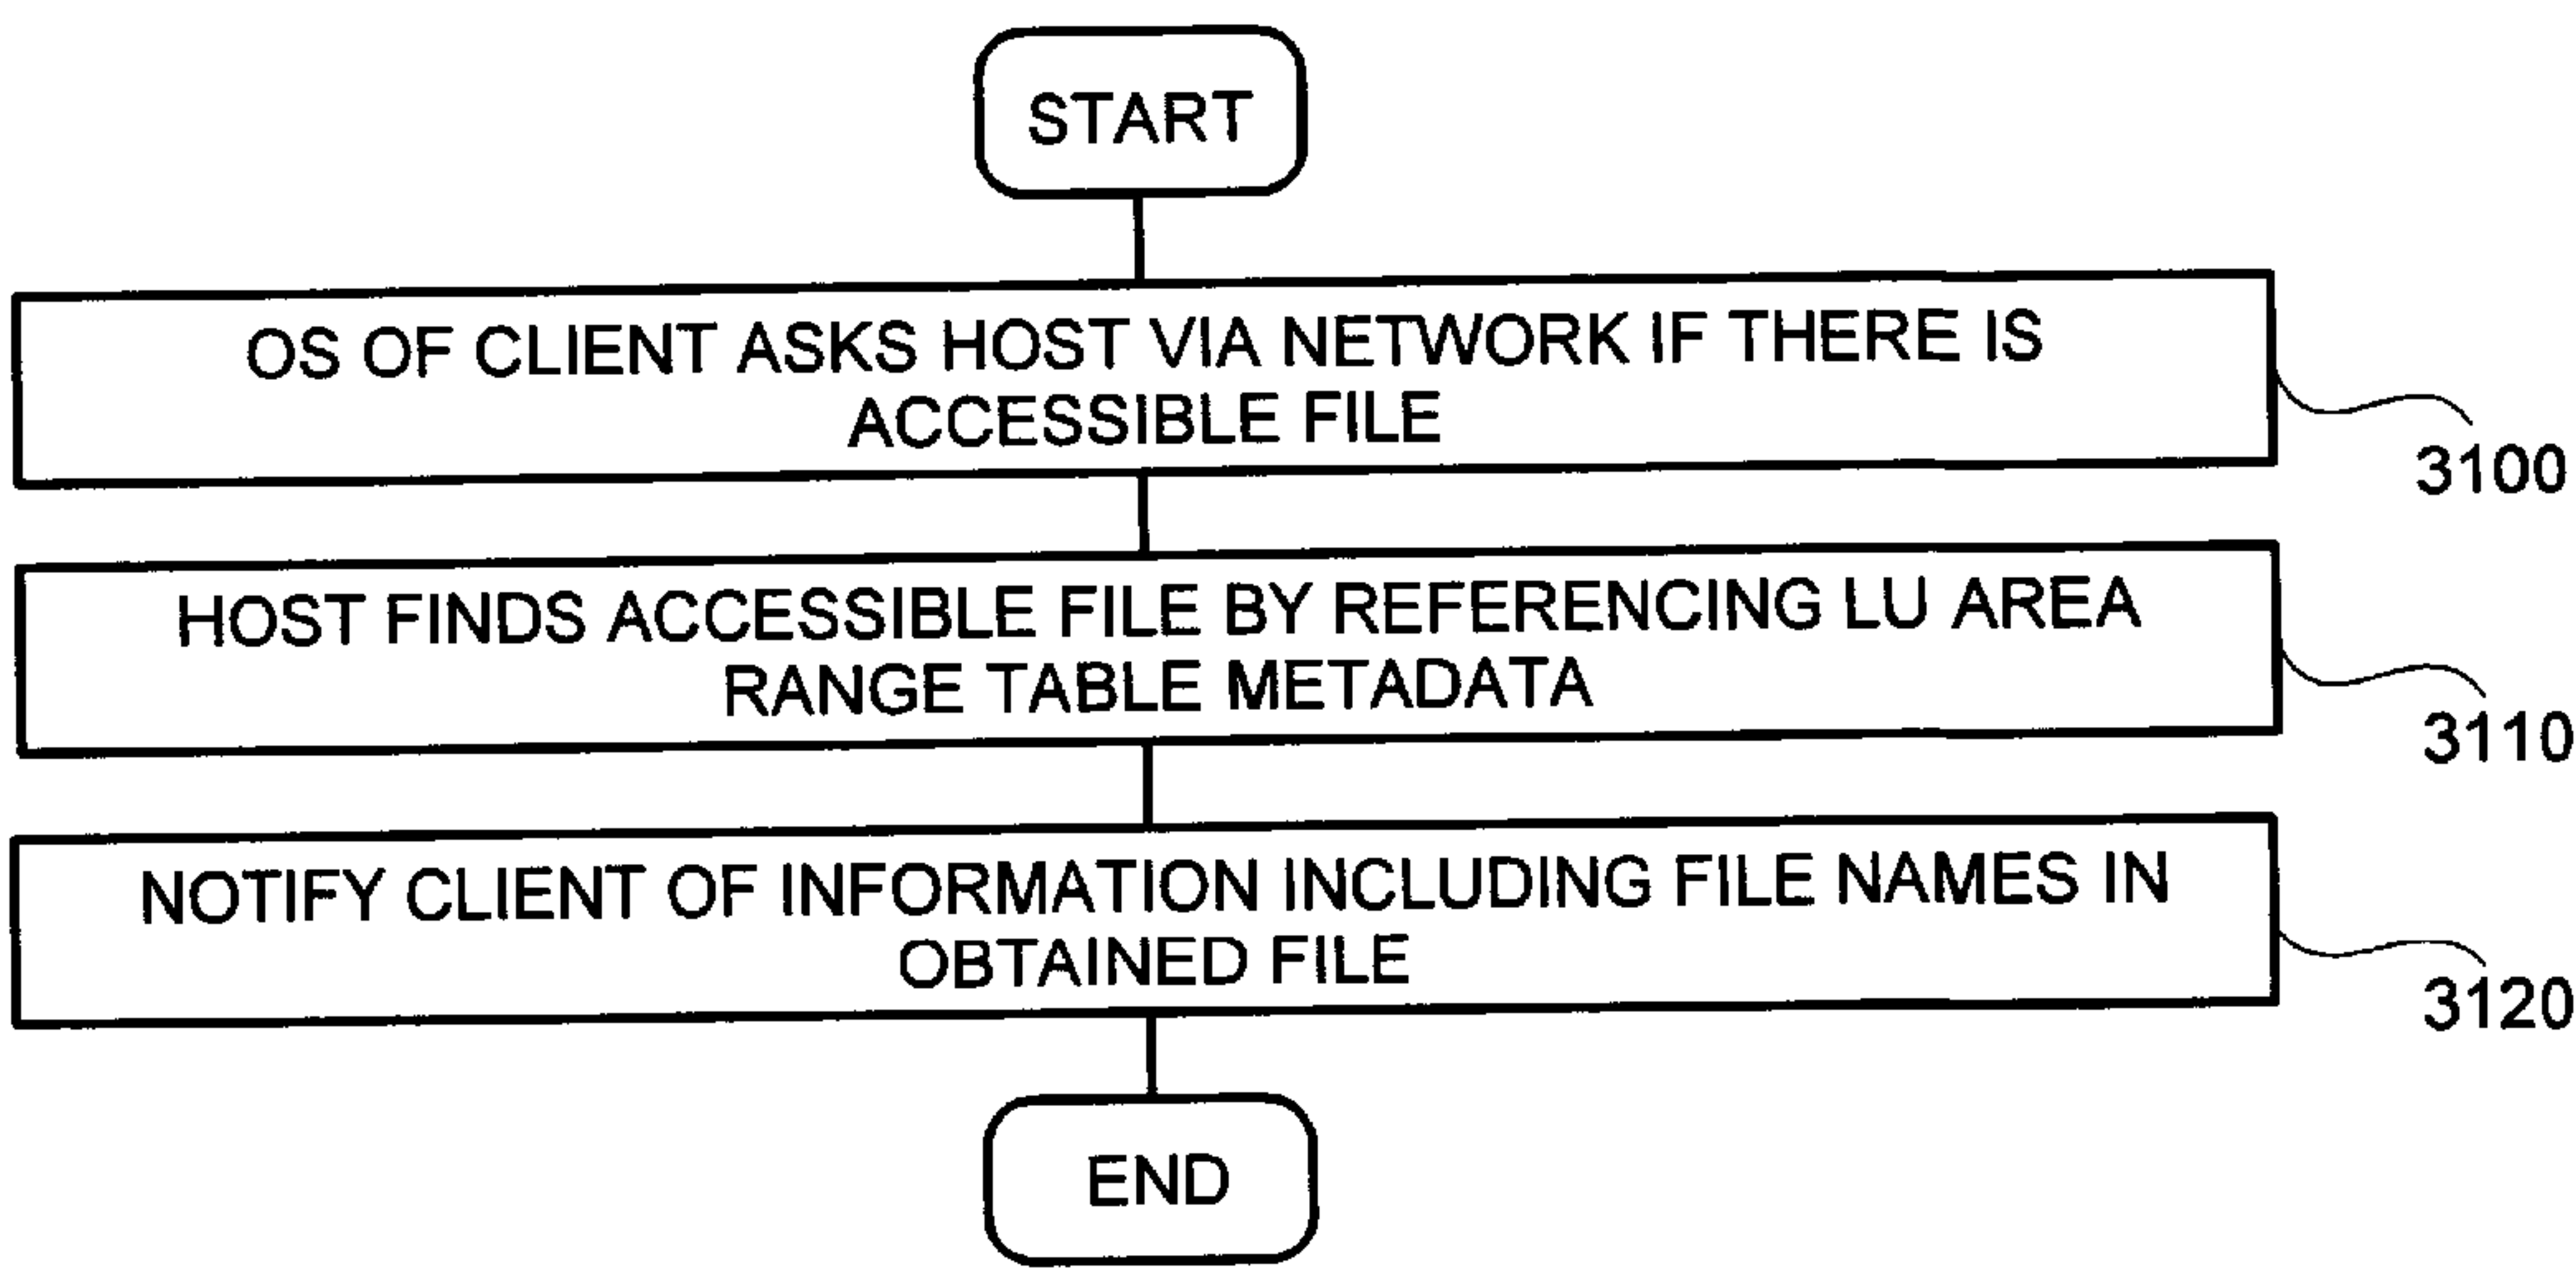 START
OS OF CLIENT ASKS HOST VIA NETWORK IF THERE IS
ACCESSIBLE FILE
3100
HOST FINDS ACCESSIBLE FILE BY REFERENCING LU AREA
RANGE TABLE METADATA
3110
NOTIFY CLIENT OF INFORMATION INCLUDING FILE NAMES IN
OBTAINED FILE
3120
END